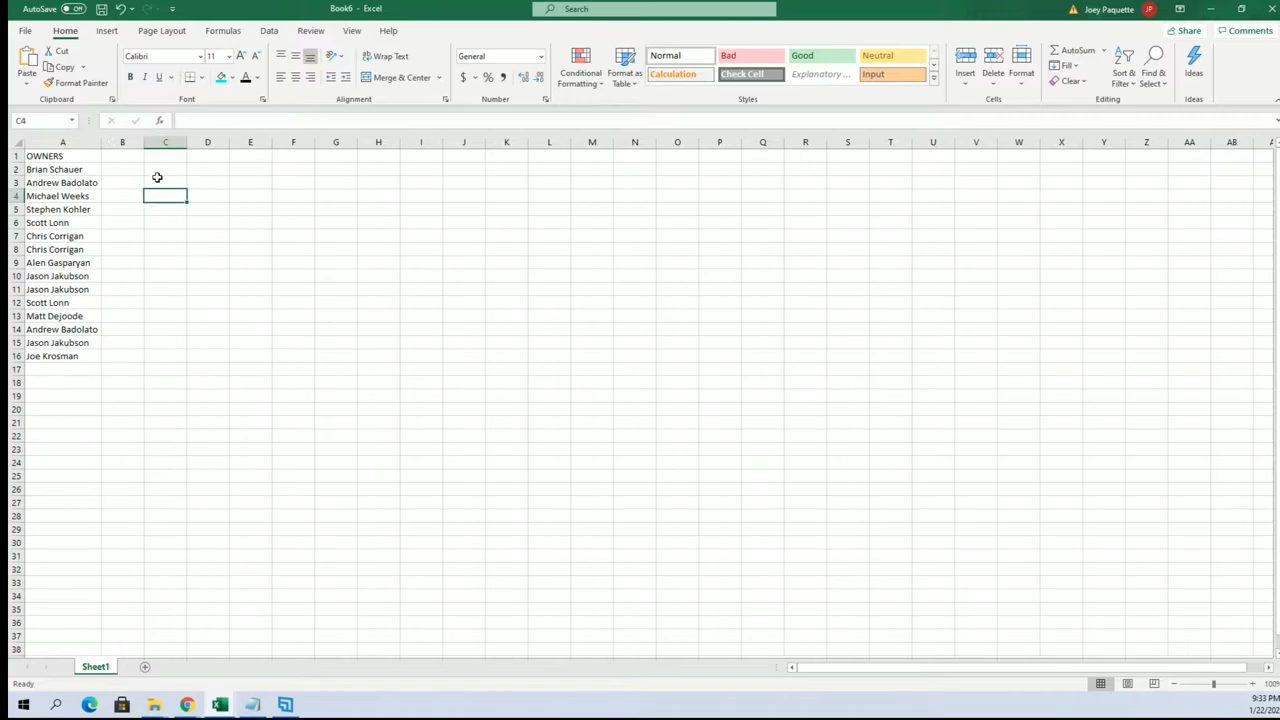 AutoSave Off Book6 - Excel Search Joey Paquette JP
File Home Insert Page Layout Formulas Data Review View Help Share Comments
Cut
Copy
Format Painter
Paste
Clipboard
Calibri 11
B I U
Font
Wrap Text
Merge & Center
Alignment
General
$ %
Number
Conditional Formatting
Format as Table
Normal Bad Good Neutral
Calculation Check Cell Explanatory ... Input
Styles
Insert Delete Format
Cells
AutoSum
Fill
Clear
Sort & Filter
Find & Select
Editing
Ideas
Ideas
C4 fx
A B C D E F G H I J K L M N O P Q R S T U V W X Y Z AA AB
1 OWNERS
2 Brian Schauer
3 Andrew Badolato
4 Michael Weeks
5 Stephen Kohler
6 Scott Lonn
7 Chris Corrigan
8 Chris Corrigan
9 Alen Gasparyan
10 Jason Jakubson
11 Jason Jakubson
12 Scott Lonn
13 Matt Dejoode
14 Andrew Badolato
15 Jason Jakubson
16 Joe Krosman
17
18
19
20
21
22
23
24
25
26
27
28
29
30
31
32
33
34
35
36
37
38
Sheet1
Ready 100%
9:33 PM
1/22/202